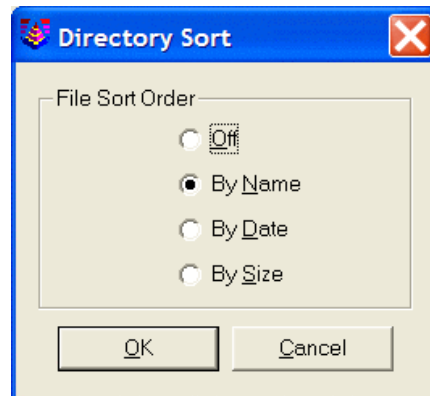 Directory Sort
File Sort Order
Off
By Name
By Date
By Size
OK
Cancel